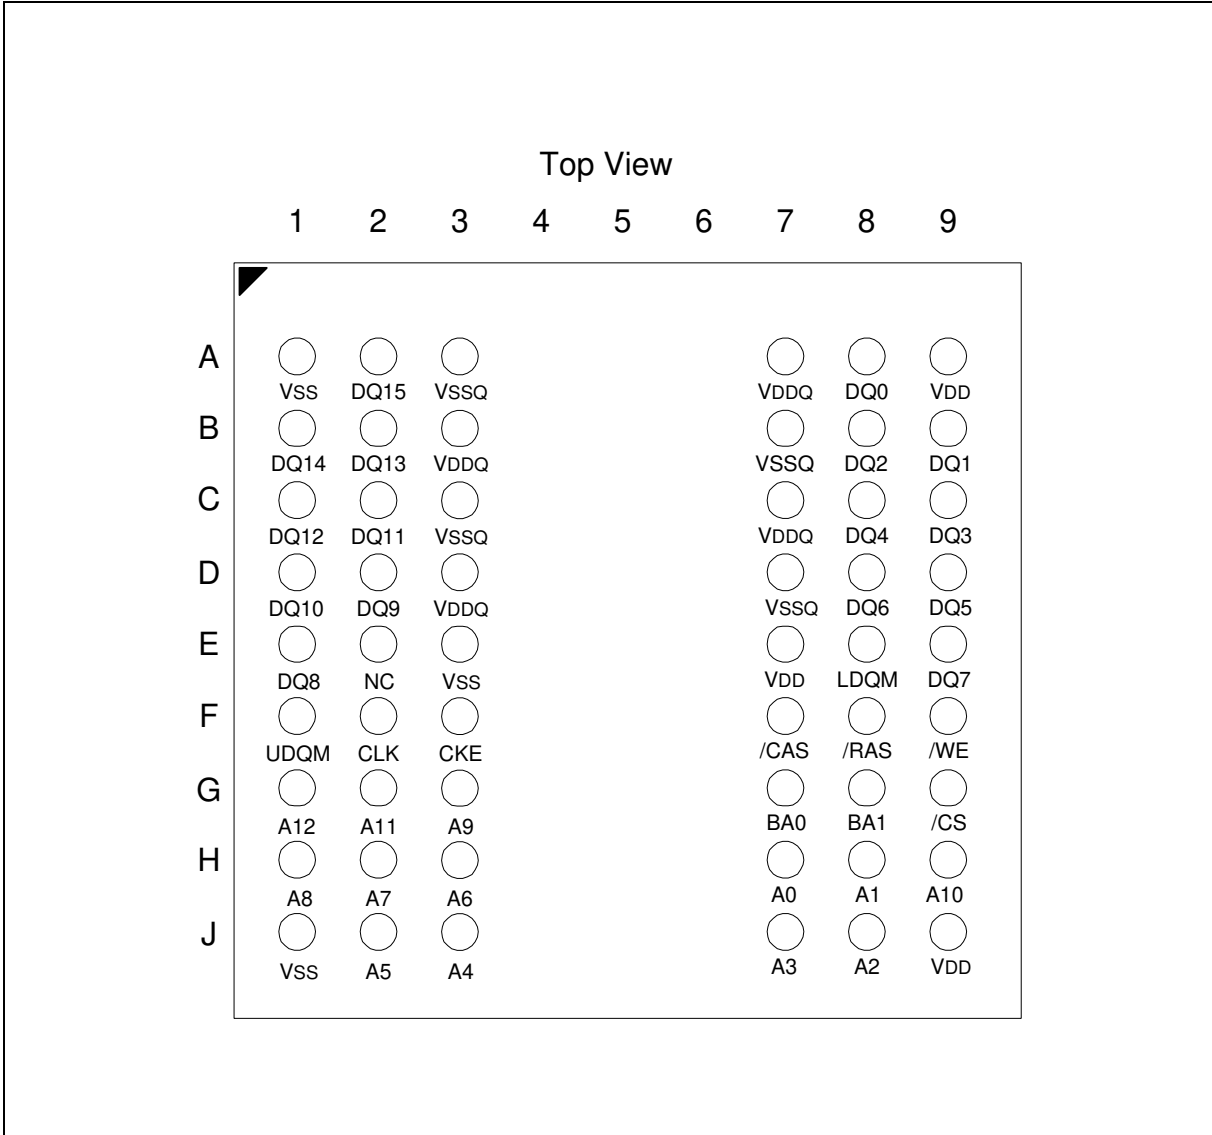 Top View
1 2 3 4 5 6 7 8 9
A
VSS DQ15 VSSQ VDDQ DQ0 VDD
B
DQ14 DQ13 VDDQ VSSQ DQ2 DQ1
C
DQ12 DQ11 VSSQ VDDQ DQ4 DQ3
D
DQ10 DQ9 VDDQ VSSQ DQ6 DQ5
E
DQ8 NC VSS VDD LDQM DQ7
F
UDQM CLK CKE /CAS /RAS /WE
G
A12 A11 A9 BA0 BA1 /CS
H
A8 A7 A6 A0 A1 A10
J
VSS A5 A4 A3 A2 VDD